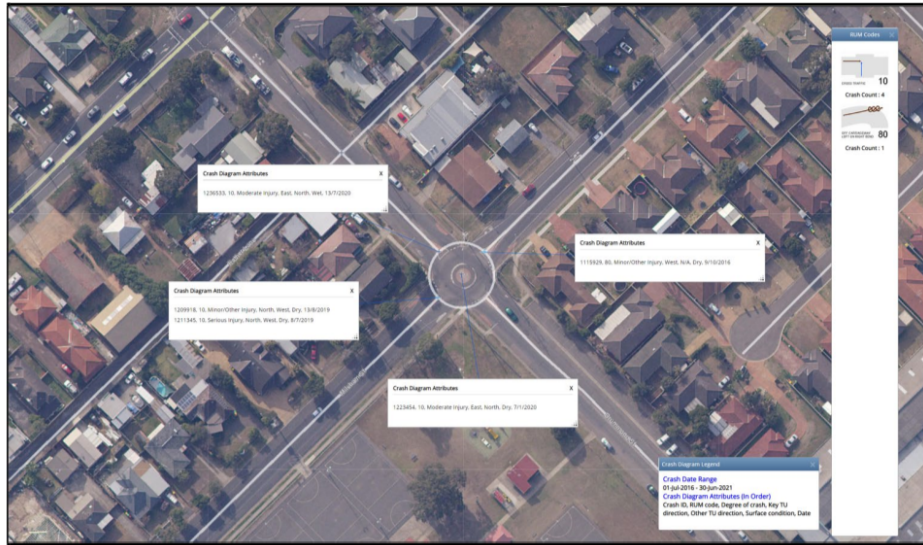 RUM Codes X
CROSS TRAFFIC 10
Crash Count : 4
80
Crash Count : 1
Crash Diagram Attributes X
1236533, 10, Moderate Injury, East, North, Wet, 13/7/2020
Crash Diagram Attributes X
1115929, 80, Minor/Other Injury, West, N/A, Dry, 9/10/2016
Crash Diagram Attributes X
1209918, 10, Minor/Other Injury, North, West, Dry, 13/8/2019
1211345, 10, Serious Injury, North, West, Dry, 8/7/2019
Crash Diagram Attributes X
1223454, 10, Moderate Injury, East, North, Dry, 7/1/2020
Crash Diagram Legend X
Crash Date Range
01-Jul-2016 - 30-Jun-2021
Crash Diagram Attributes (In Order)
Crash ID, RUM code, Degree of crash, Key TU
direction, Other TU direction, Surface condition, Date